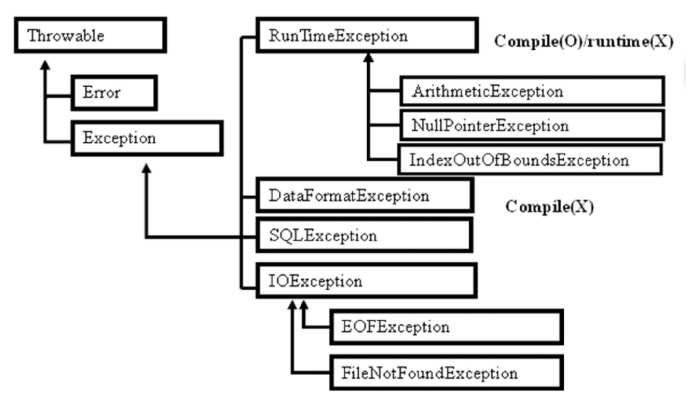 Throwable
RunTimeException
Compile(O)/runtime(X)
Error
ArithmeticException
Exception
NullPointerException
IndexOutOfBoundsException
DataFormatException
Compile(X)
SQLException
IOException
EOFException
FileNotFoundException